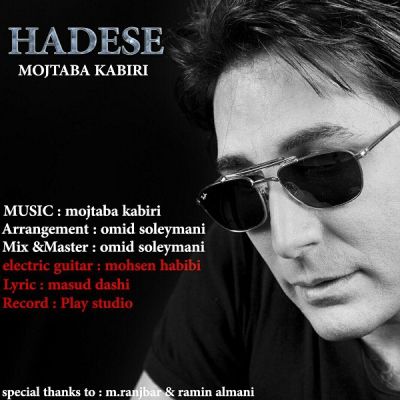 HADESE
MOJTABA KABIRI
MUSIC : mojtaba kabiri
Arrangement : omid soleymani
Mix &Master : omid soleymani
electric guitar : mohsen habibi
Lyric : masud dashi
Record : Play studio
special thanks to : m.ranjbar & ramin almani